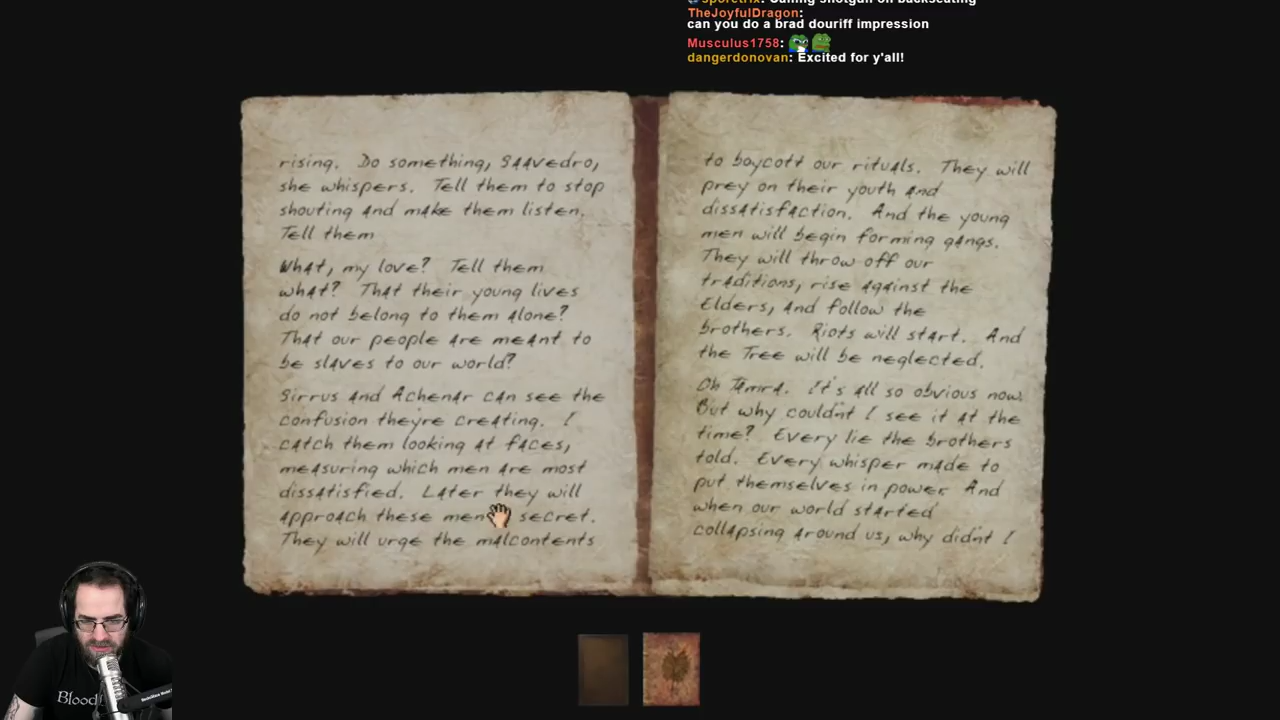 sporetrix: Calling shotgun on backseating
TheJoyfulDragon:
can you do a brad douriff impression
Musculus1758:
dangerdonovan: Excited for y'all!
rising. Do something, Saavedro,
she whispers. Tell them to stop
shouting and make them listen.
Tell them
What, my love? Tell them
what? That their young lives
do not belong to them alone?
That our people are meant to
be slaves to our world?
Sirrus and Achenar can see the
confusion they're creating. I
catch them looking at faces,
measuring which men are most
dissatisfied. Later they will
approach these men secret.
They will urge the malcontents
to boycott our rituals. They will
prey on their youth and
dissatisfaction. And the young
men will begin forming gangs.
They will throw off our
traditions, rise against the
Elders, and follow the
brothers. Riots will start. And
the Tree will be neglected.
Oh Tamra. It's all so obvious now.
But why couldn't I see it at the
time? Every lie the brothers
told. Every whisper made to
put themselves in power. And
when our world started
collapsing around us, why didn't I
Blood